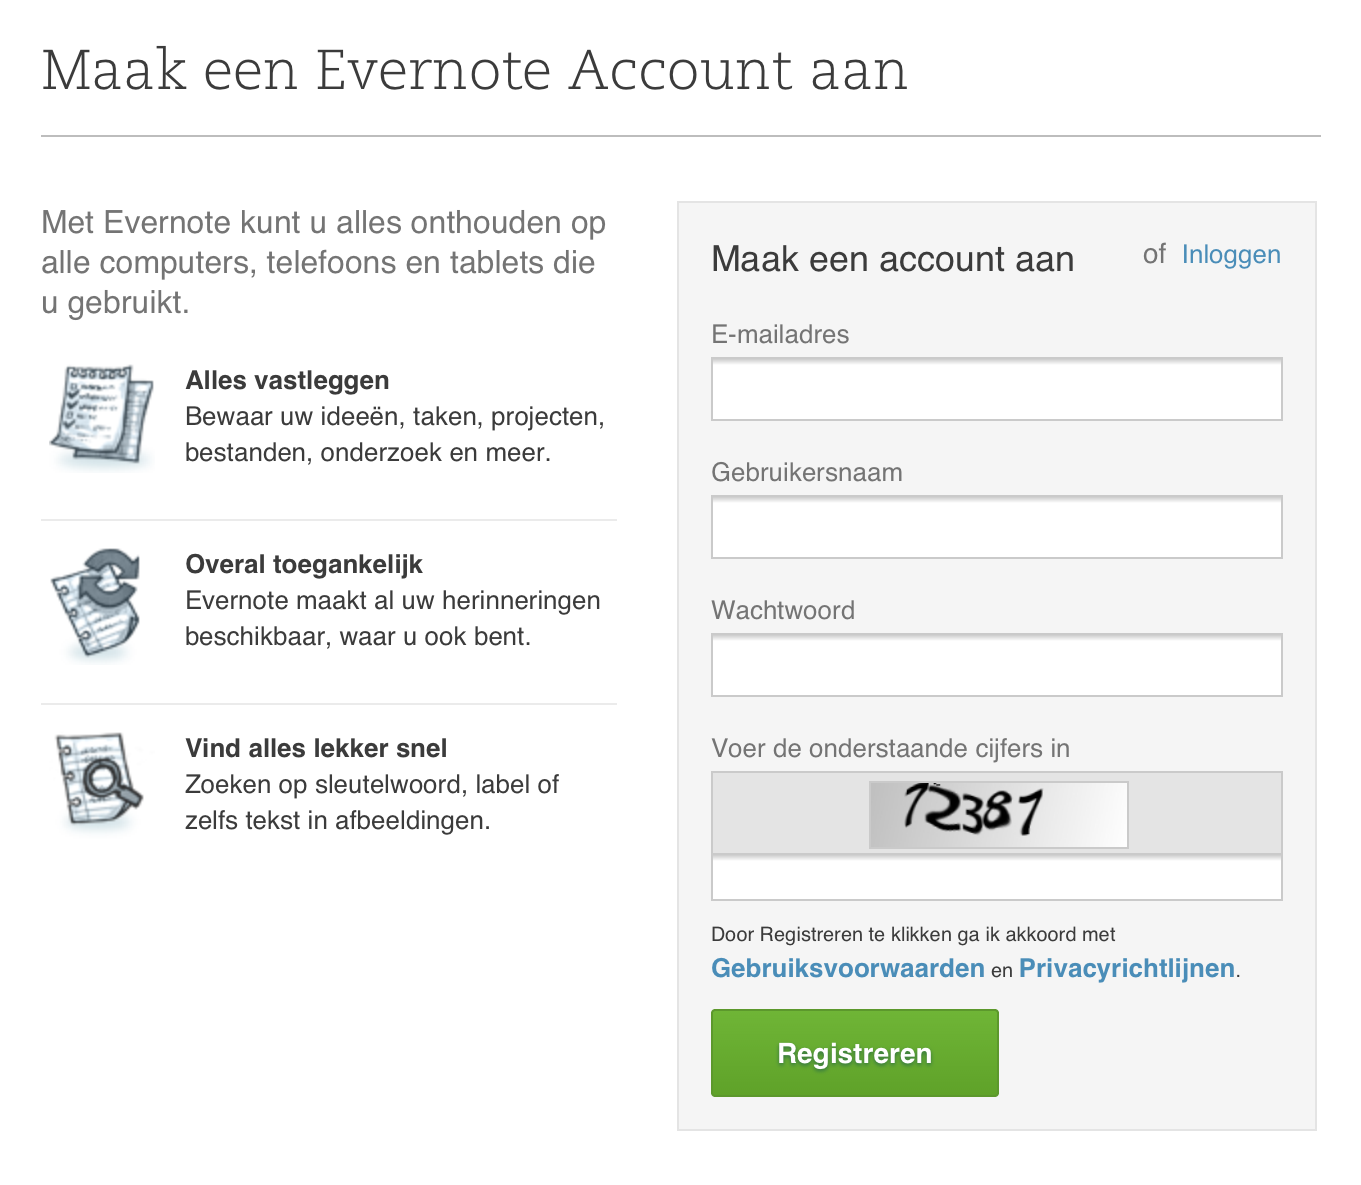 Maak een Evernote Account aan
Met Evernote kunt u alles onthouden op
alle computers, telefoons en tablets die
u gebruikt.
Alles vastleggen
Bewaar uw ideeën, taken, projecten,
bestanden, onderzoek en meer.
Overal toegankelijk
Evernote maakt al uw herinneringen
beschikbaar, waar u ook bent.
Vind alles lekker snel
Zoeken op sleutelwoord, label of
zelfs tekst in afbeeldingen.
Maak een account aan of Inloggen
E-mailadres
Gebruikersnaam
Wachtwoord
Voer de onderstaande cijfers in
Door Registreren te klikken ga ik akkoord met
Gebruiksvoorwaarden en Privacyrichtlijnen.
Registreren